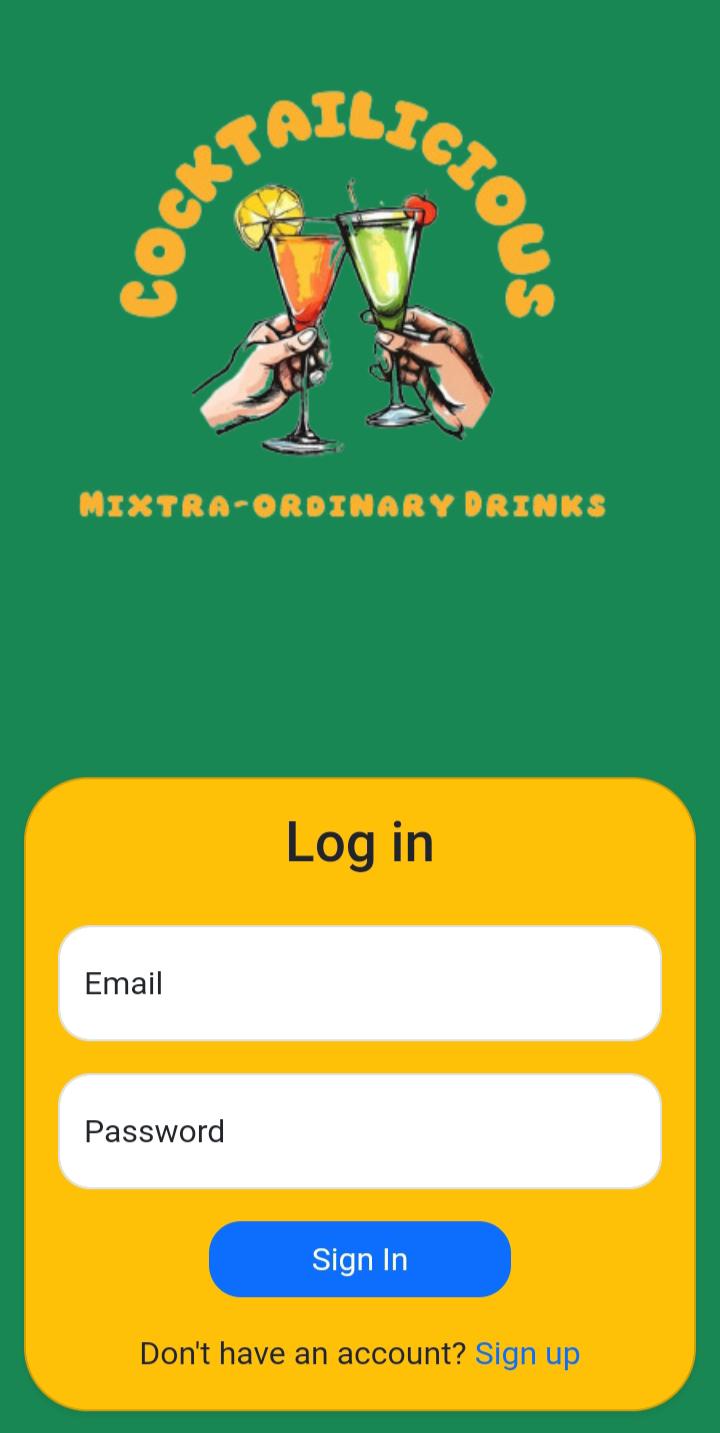 COCKTAILICIOUS
MIXTRA-ORDINARY DRINKS
Log in
Email
Password
Sign In
Don't have an account? Sign up